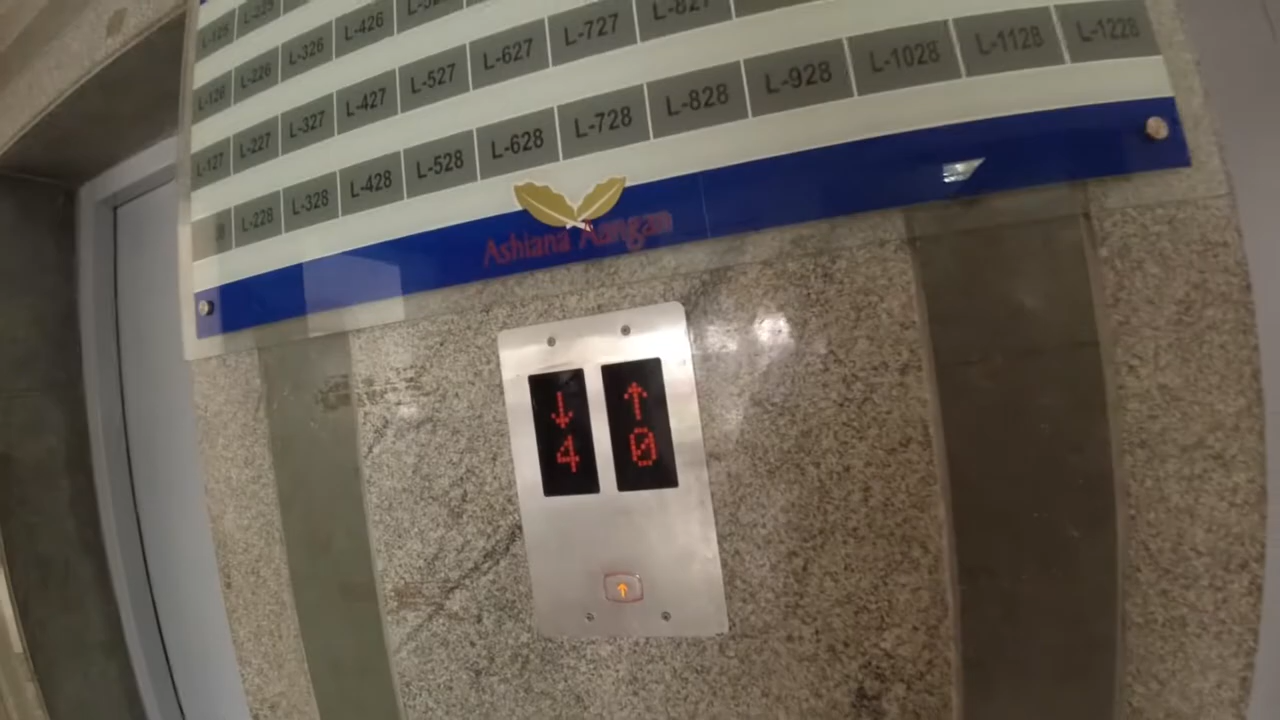 L-226 L-326 L-426
L-127 L-227 L-327 L-427 L-527 L-627 L-727 L-827
L-228 L-328 L-428 L-528 L-628 L-728 L-828 L-928 L-1028 L-1128 L-1228
Ashiana Aangan
↓ ↑
4 0
↑